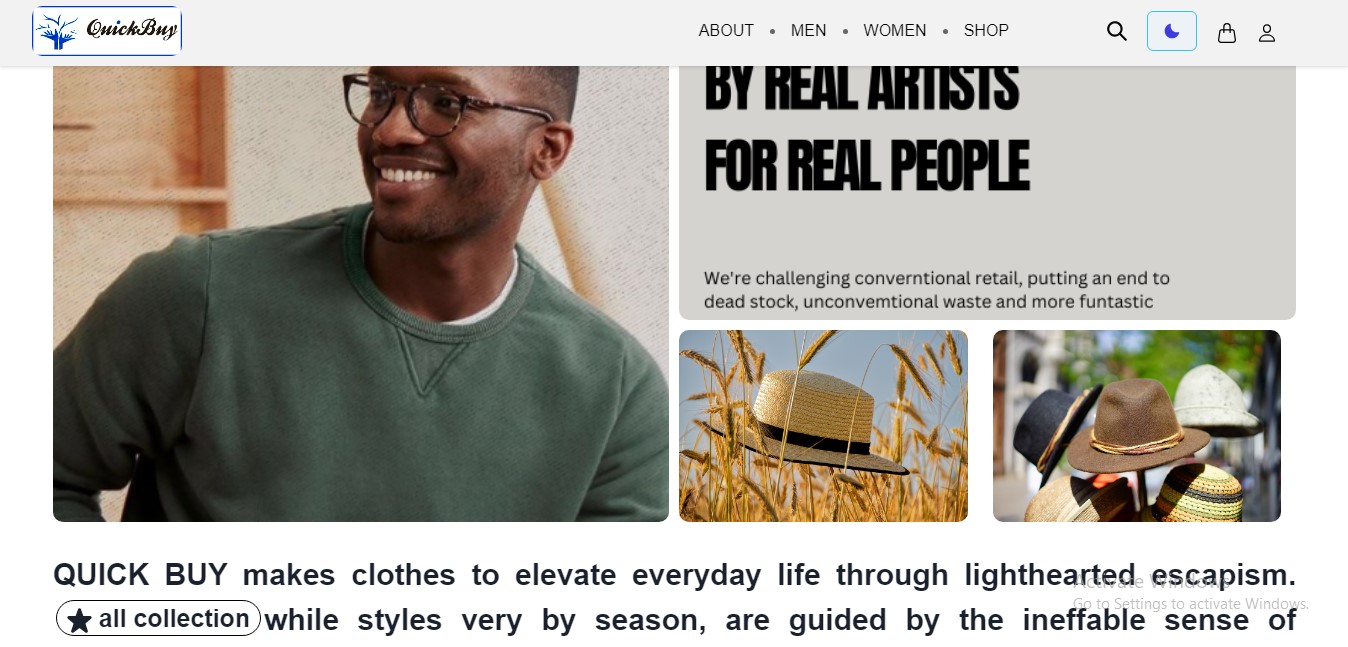 QuickBuy
ABOUT • MEN • WOMEN • SHOP
BY REAL ARTISTS
FOR REAL PEOPLE
We're challenging converntional retail, putting an end to
dead stock, unconvemtional waste and more funtastic
QUICK BUY makes clothes to elevate everyday life through lighthearted escapism.
all collection while styles very by season, are guided by the ineffable sense of
Activate Windows
Go to Settings to activate Windows.